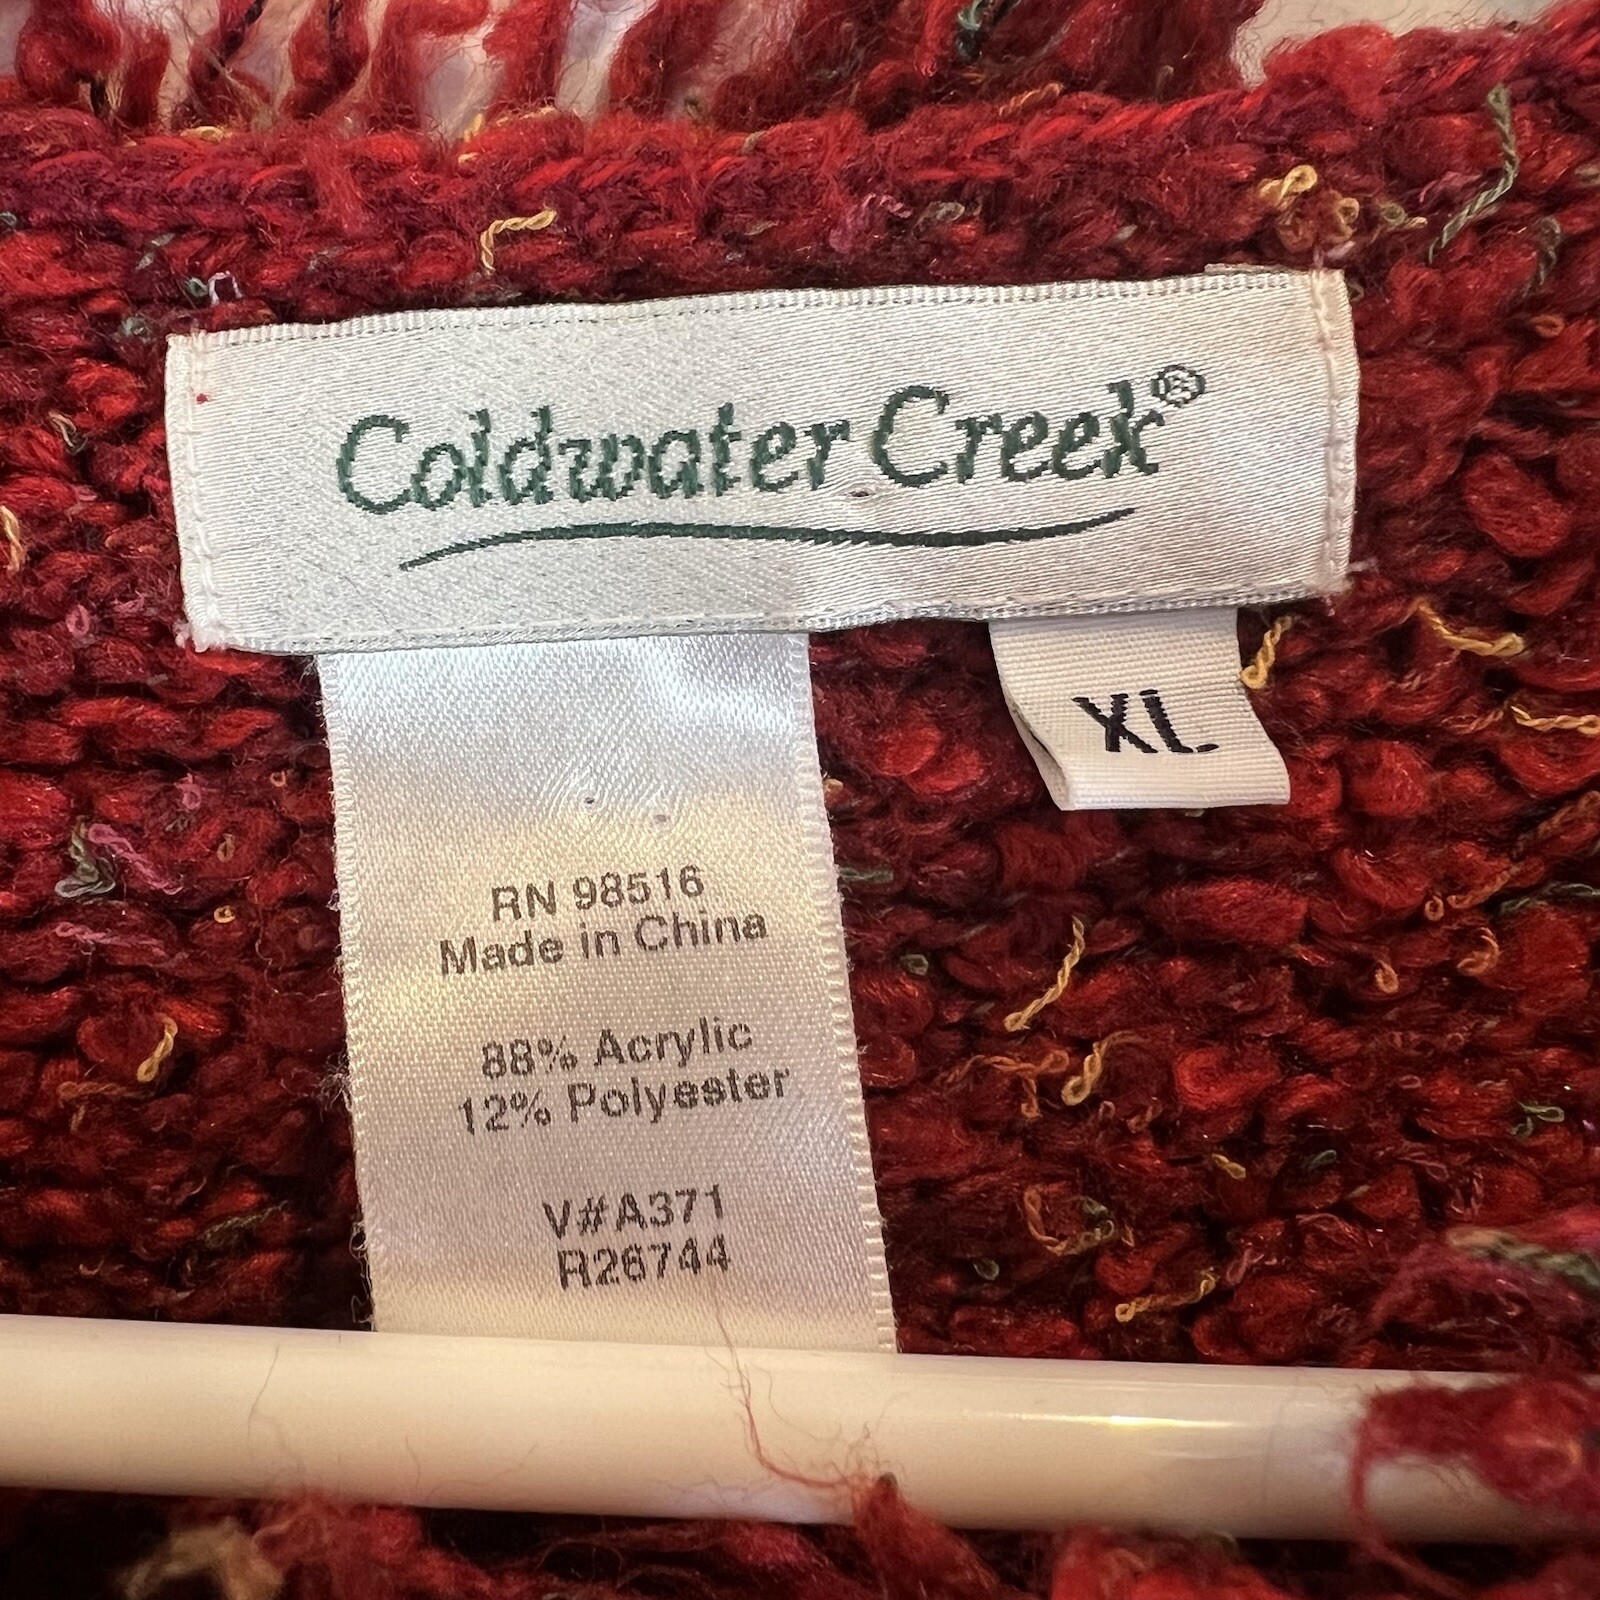 Coldwater Creek®
XL
RN 98516
Made in China
88% Acrylic
12% Polyester
V#A371
R26744